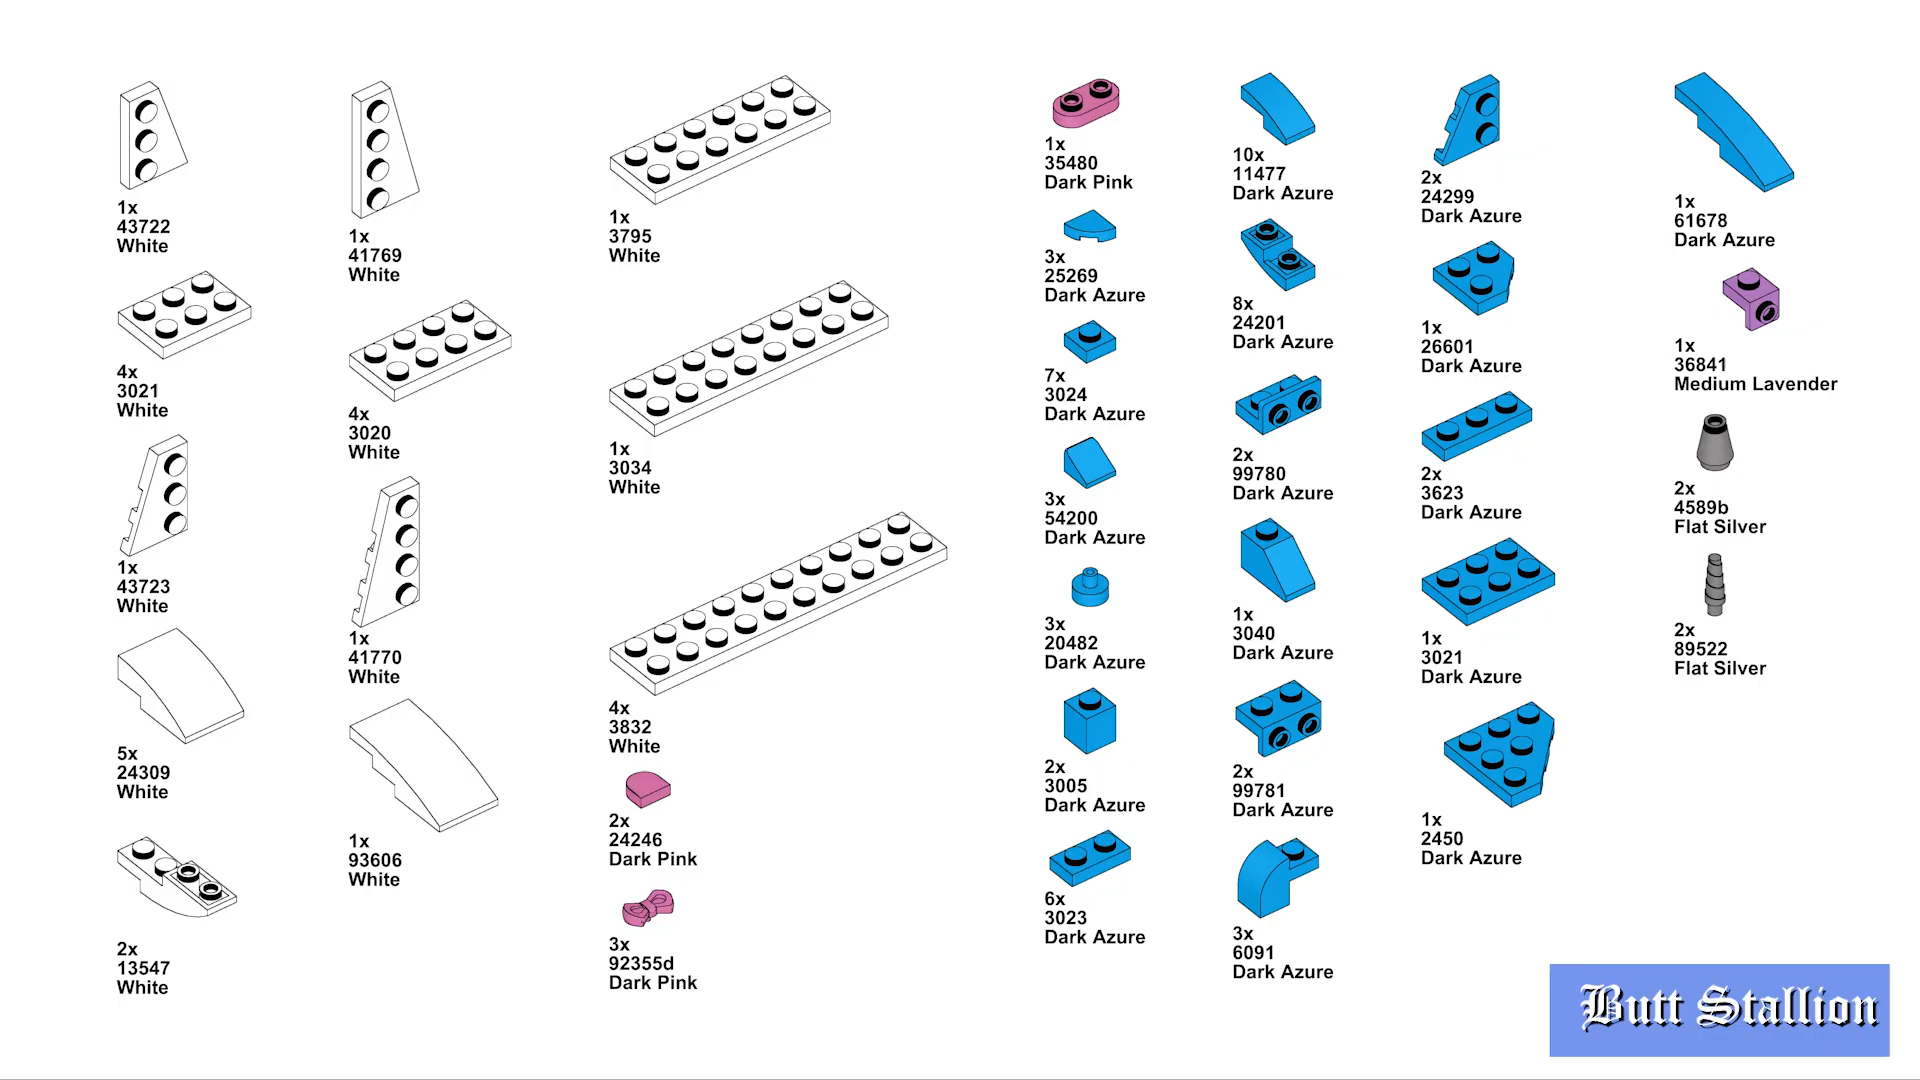 1x
43722
White
4x
3021
White
1x
43723
White
5x
24309
White
2x
13547
White
1x
41769
White
4x
3020
White
1x
41770
White
1x
93606
White
1x
3795
White
1x
3034
White
4x
3832
White
2x
24246
Dark Pink
3x
92355d
Dark Pink
1x
35480
Dark Pink
3x
25269
Dark Azure
7x
3024
Dark Azure
3x
54200
Dark Azure
3x
20482
Dark Azure
2x
3005
Dark Azure
6x
3023
Dark Azure
10x
11477
Dark Azure
8x
24201
Dark Azure
2x
99780
Dark Azure
1x
3040
Dark Azure
2x
99781
Dark Azure
3x
6091
Dark Azure
2x
24299
Dark Azure
1x
26601
Dark Azure
2x
3623
Dark Azure
1x
3021
Dark Azure
1x
2450
Dark Azure
1x
61678
Dark Azure
1x
36841
Medium Lavender
2x
4589b
Flat Silver
2x
89522
Flat Silver
Butt Stallion